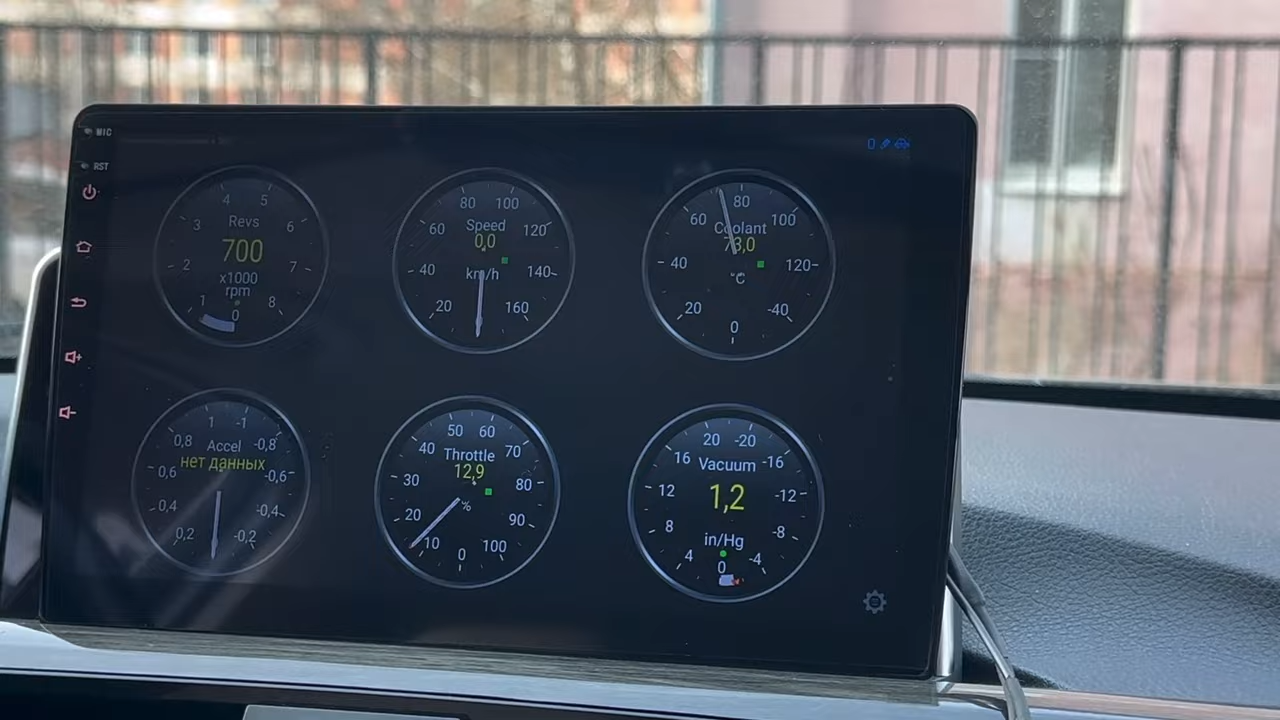 MIC
RST
4 5
3 6
2 7
1 8
0
Revs
700
x1000
rpm
80 100
60 120
40 140
20 160
Speed
0,0
km/h
80
60 100
40 120
20 -40
0
Coolant
73,0
°C
1 -1
0,8 -0,8
0,6 -0,6
0,4 -0,4
0,2 -0,2
Accel
нет данных
50 60
40 70
30 80
20 90
10 100
0
Throttle
12,9
%
20 -20
16 -16
12 -12
8 -8
4 -4
0
Vacuum
1,2
in/Hg